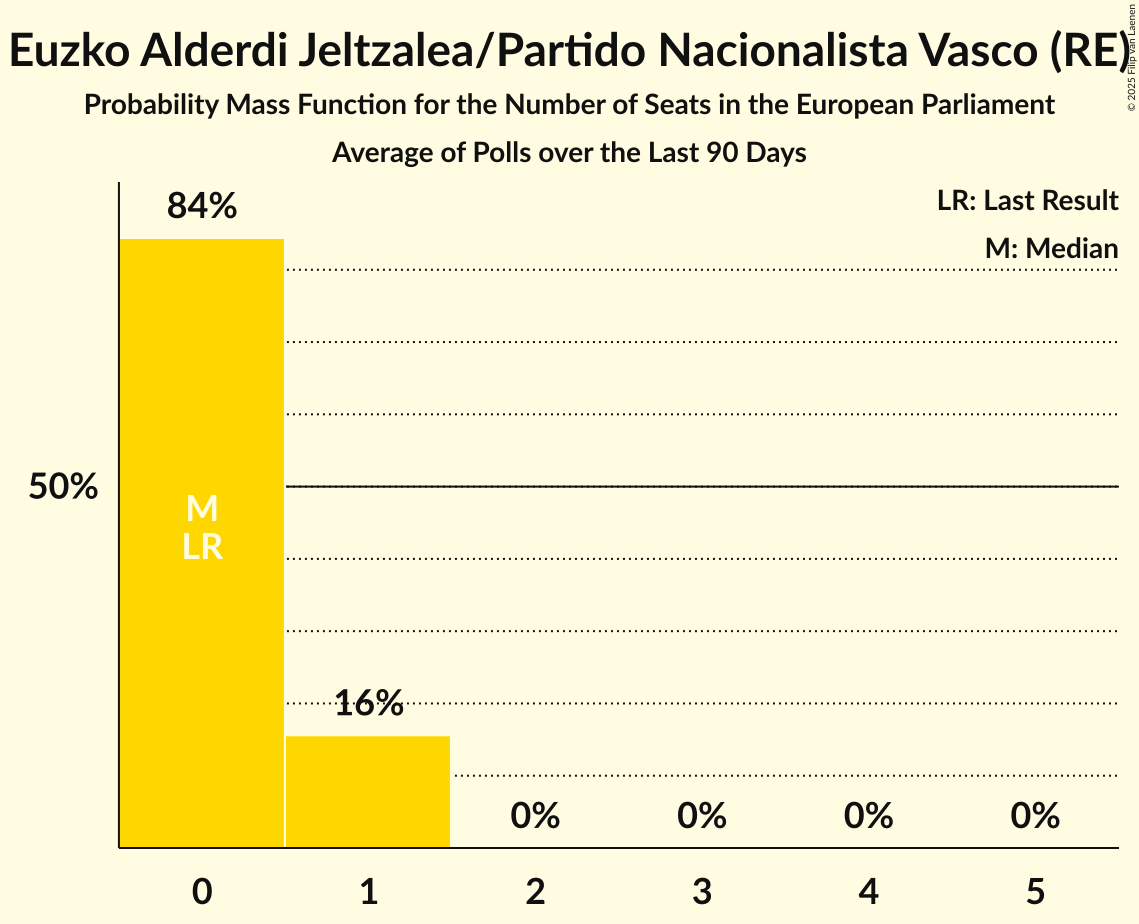 Euzko Alderdi Jeltzalea/Partido Nacionalista Vasco (RE)
© 2025 Filip van Laenen
Probability Mass Function for the Number of Seats in the European Parliament
Average of Polls over the Last 90 Days
LR: Last Result
M: Median
84%
50%
M
LR
16%
0% 0% 0% 0%
0 1 2 3 4 5